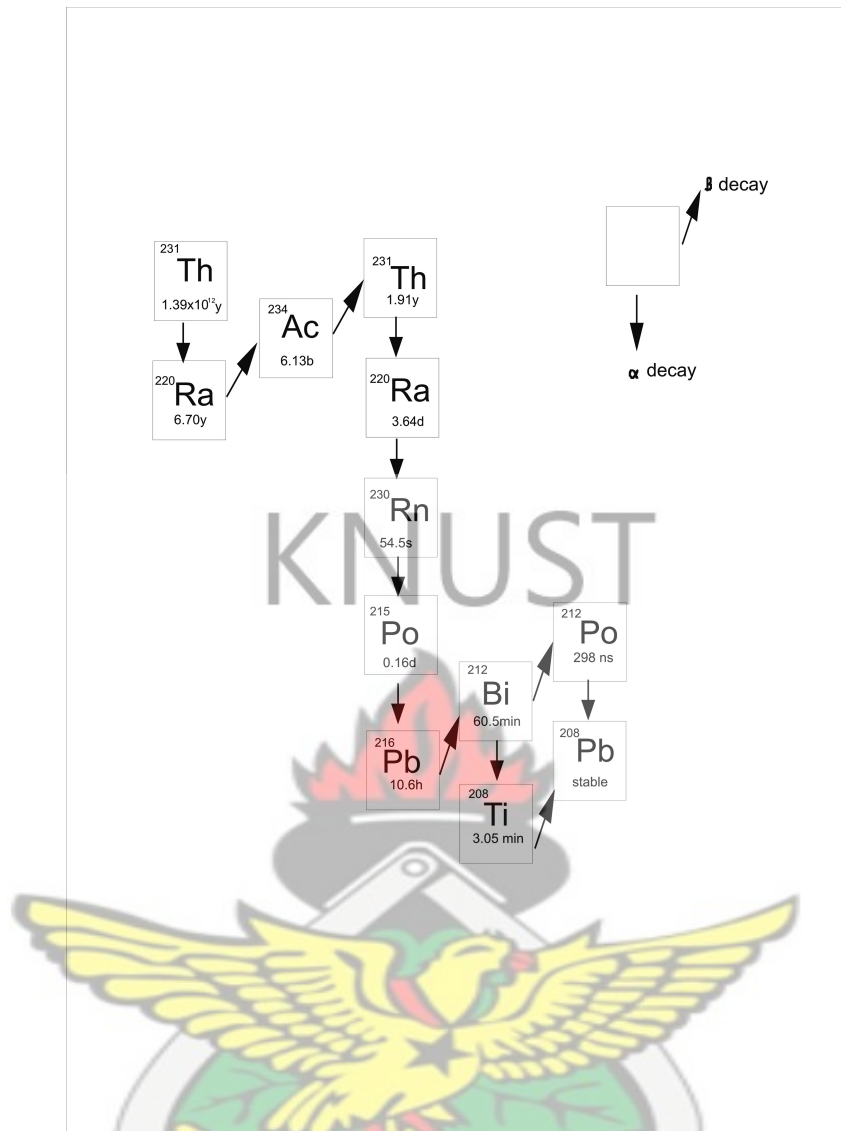 β decay
231
Th
1.39x10¹²y
231
Th
1.91y
234
Ac
6.13b
α decay
220
Ra
6.70y
220
Ra
3.64d
230
Rn
54.5s
KNUST
215
Po
0.16d
212
Po
298 ns
212
Bi
60.5min
216
Pb
10.6h
208
Pb
stable
208
Ti
3.05 min